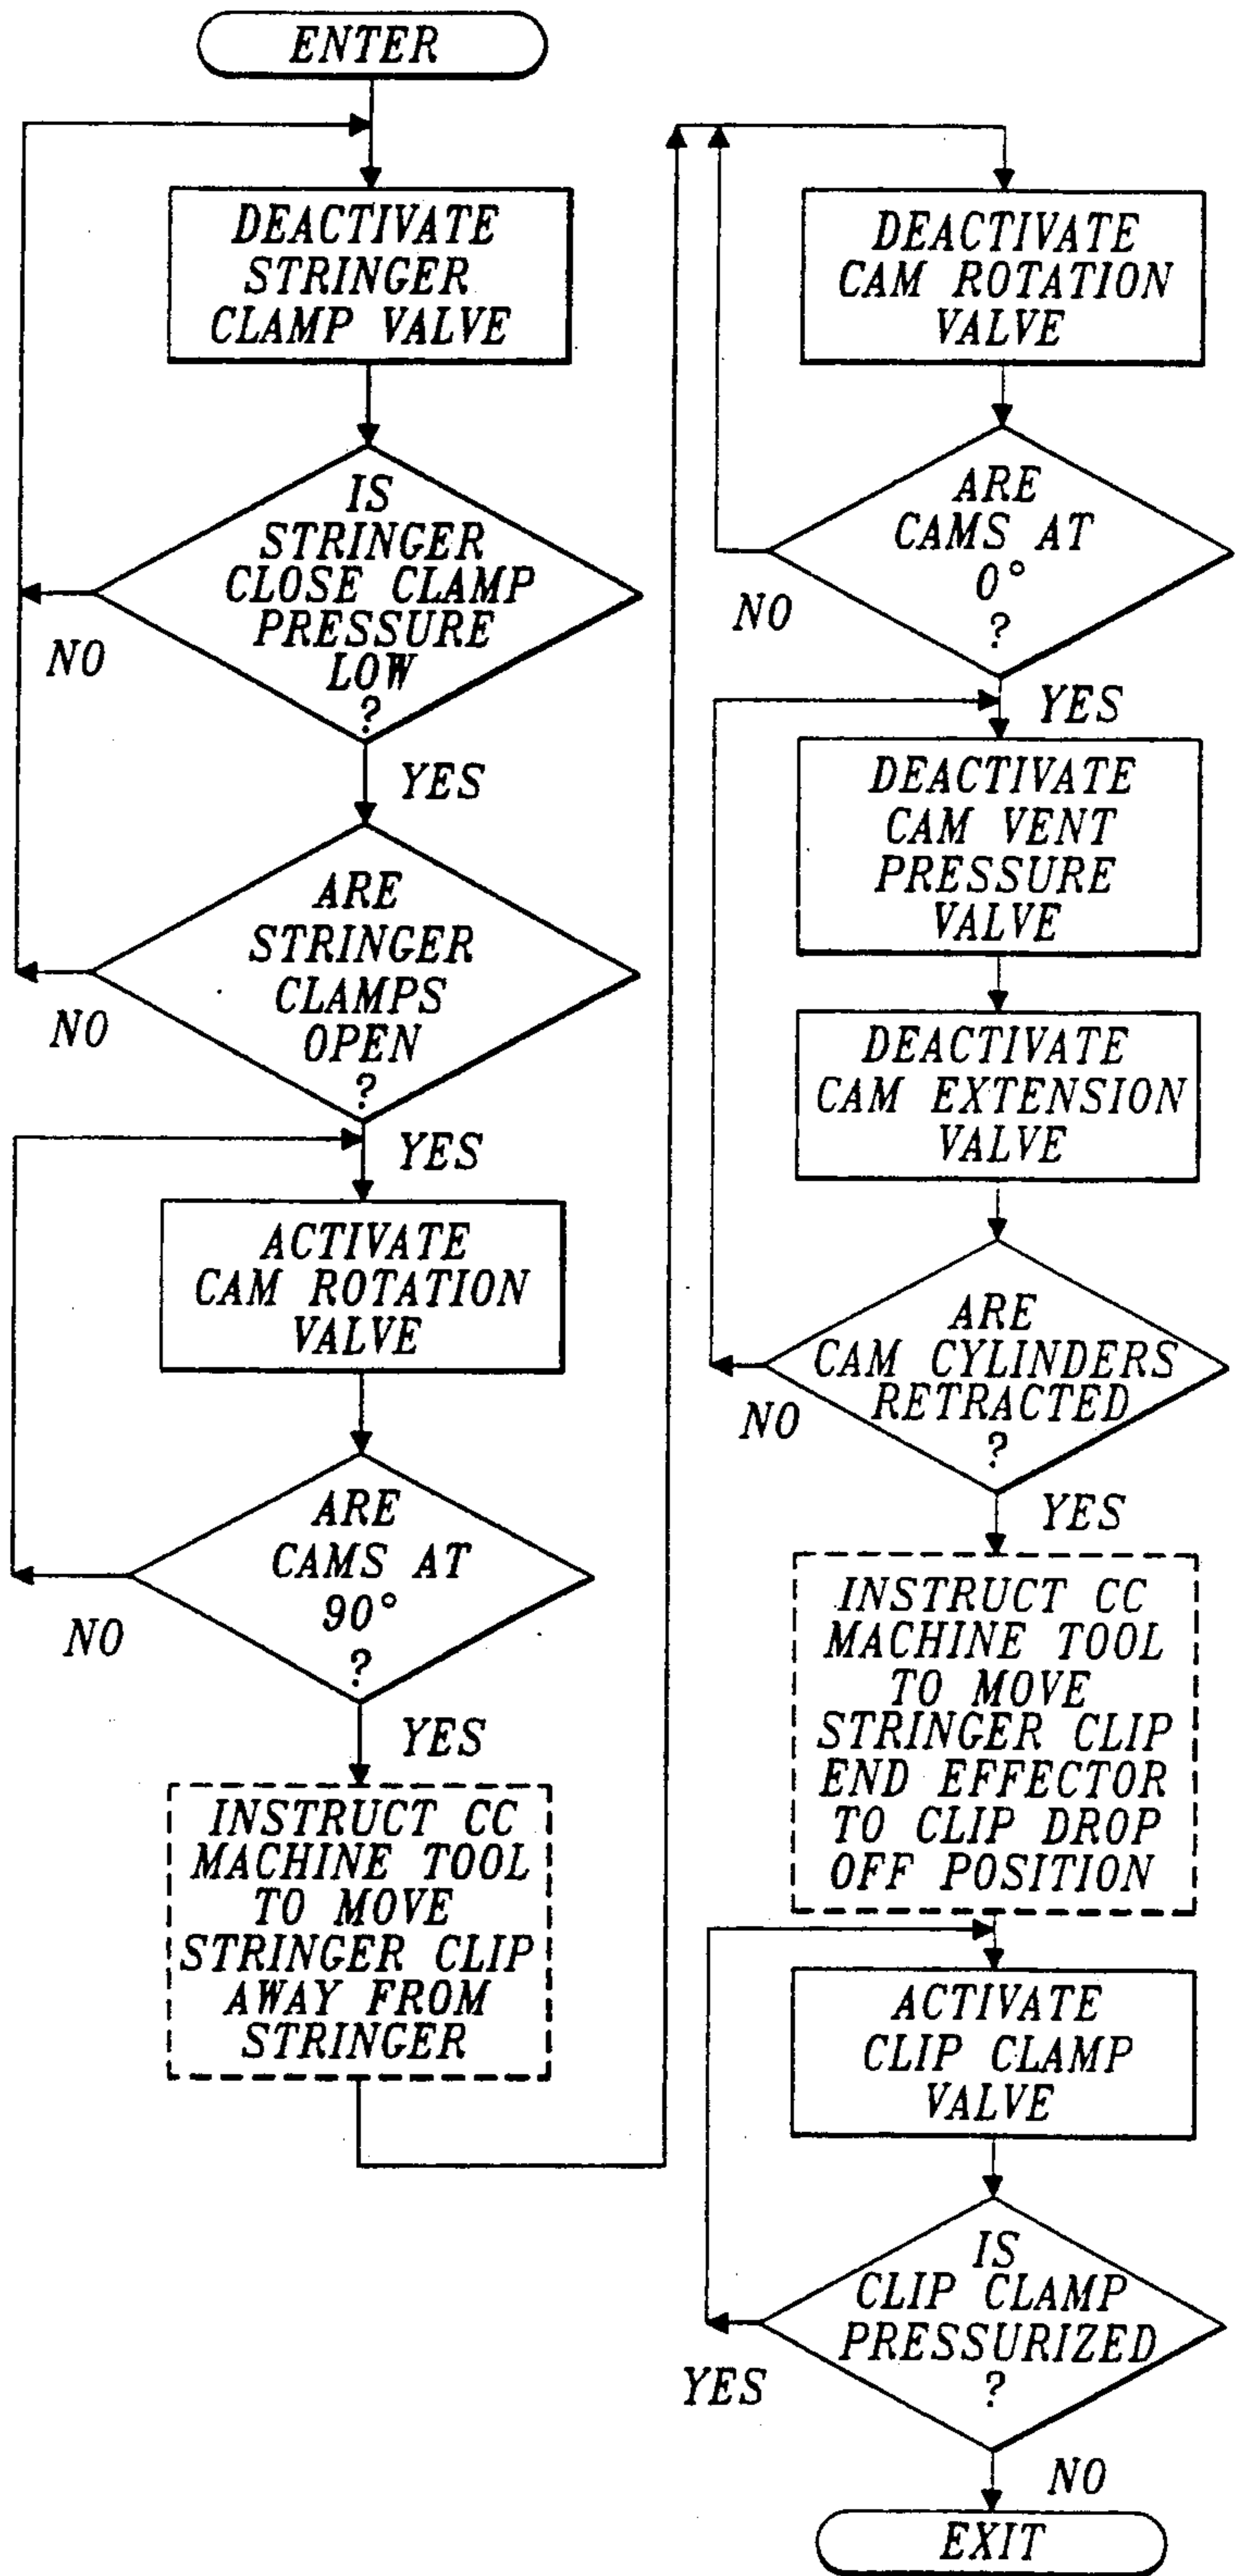 ENTER
DEACTIVATE
STRINGER
CLAMP VALVE
IS
STRINGER
CLOSE CLAMP
PRESSURE
LOW
?
NO
YES
ARE
STRINGER
CLAMPS
OPEN
?
NO
YES
ACTIVATE
CAM ROTATION
VALVE
ARE
CAMS AT
90°
?
NO
YES
INSTRUCT CC
MACHINE TOOL
TO MOVE
STRINGER CLIP
AWAY FROM
STRINGER
DEACTIVATE
CAM ROTATION
VALVE
ARE
CAMS AT
0°
?
NO
YES
DEACTIVATE
CAM VENT
PRESSURE
VALVE
DEACTIVATE
CAM EXTENSION
VALVE
ARE
CAM CYLINDERS
RETRACTED
?
NO
YES
INSTRUCT CC
MACHINE TOOL
TO MOVE
STRINGER CLIP
END EFFECTOR
TO CLIP DROP
OFF POSITION
ACTIVATE
CLIP CLAMP
VALVE
IS
CLIP CLAMP
PRESSURIZED
?
YES
NO
EXIT